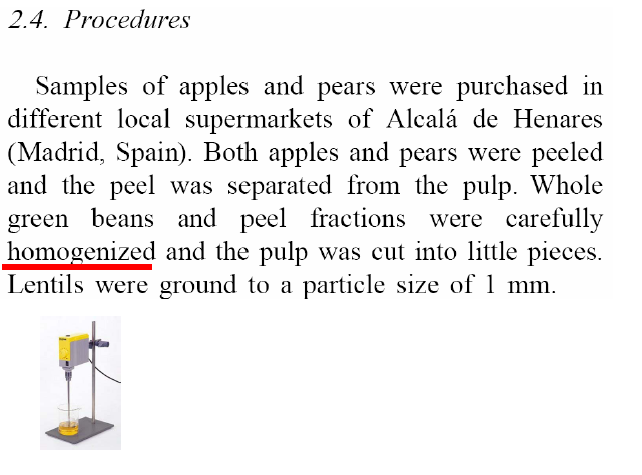 2.4. Procedures
Samples of apples and pears were purchased in
different local supermarkets of Alcalá de Henares
(Madrid, Spain). Both apples and pears were peeled
and the peel was separated from the pulp. Whole
green beans and peel fractions were carefully
homogenized and the pulp was cut into little pieces.
Lentils were ground to a particle size of 1 mm.